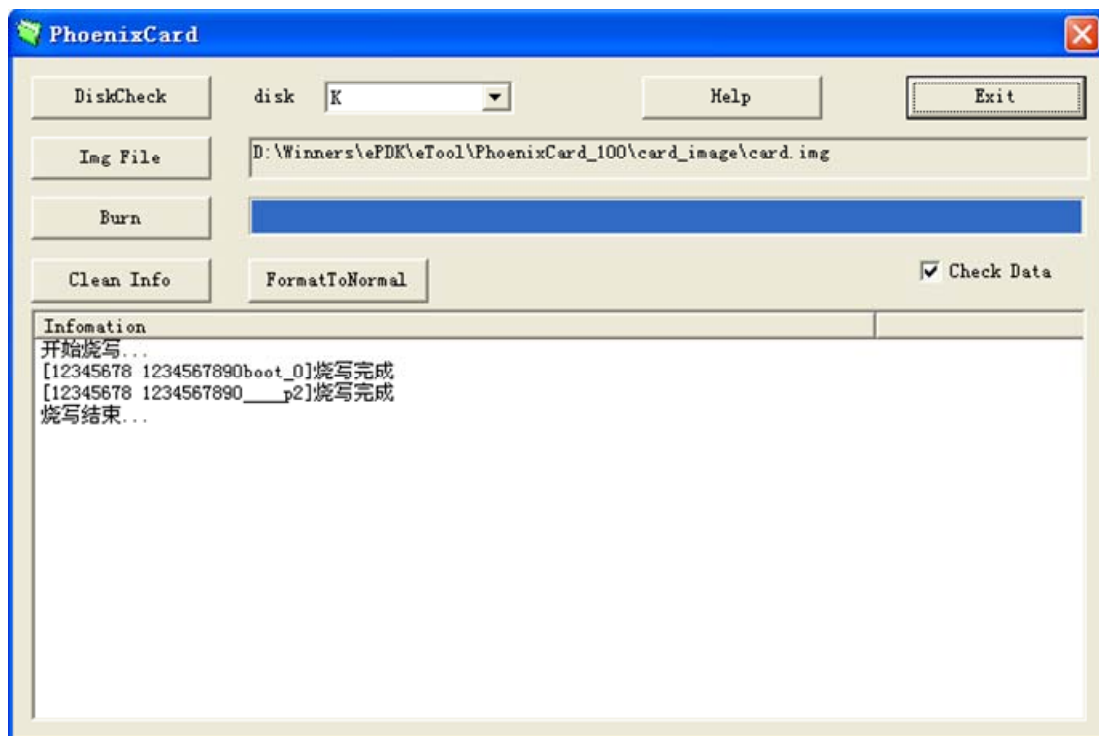 PhoenixCard
DiskCheck disk K Help Exit
Img File D:\Winners\ePDK\eTool\PhoenixCard_100\card_image\card.img
Burn
Clean Info FormatToNormal Check Data
Infomation
开始烧写...
[12345678 1234567890boot_0]烧写完成
[12345678 1234567890____p2]烧写完成
烧写结束...